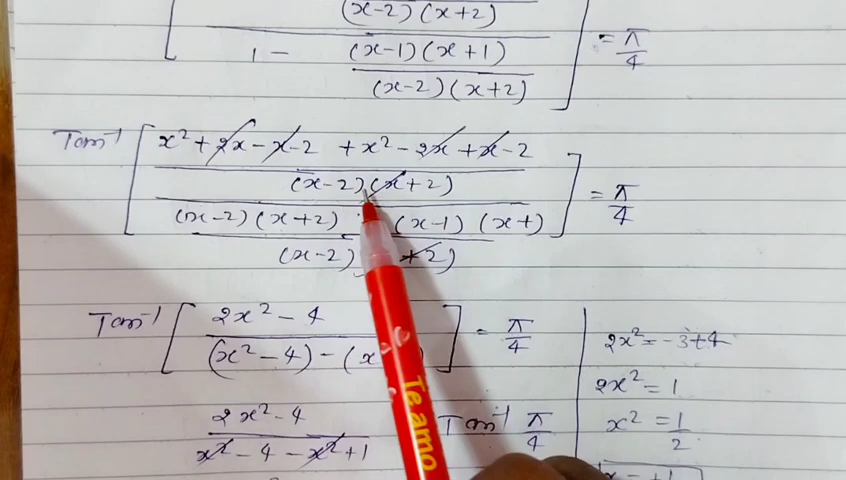 (x-2)(x+2)
1 - (x-1)(x+1) = π/4
(x-2)(x+2)
Tan⁻¹ [ x² + 2x - x - 2 + x² - 2x + x - 2
(x-2)(x+2)
(x-2)(x+2) (x-1) (x+) ] = π/4
(x-2) +2)
Tan⁻¹ [ 2x² - 4 ] = π/4
(x² - 4) - (x )
2x² - 4
x² - 4 - x² + 1
Tan⁻¹ π/4
2x² = -3+4
2x² = 1
x² = 1/2
Te amo